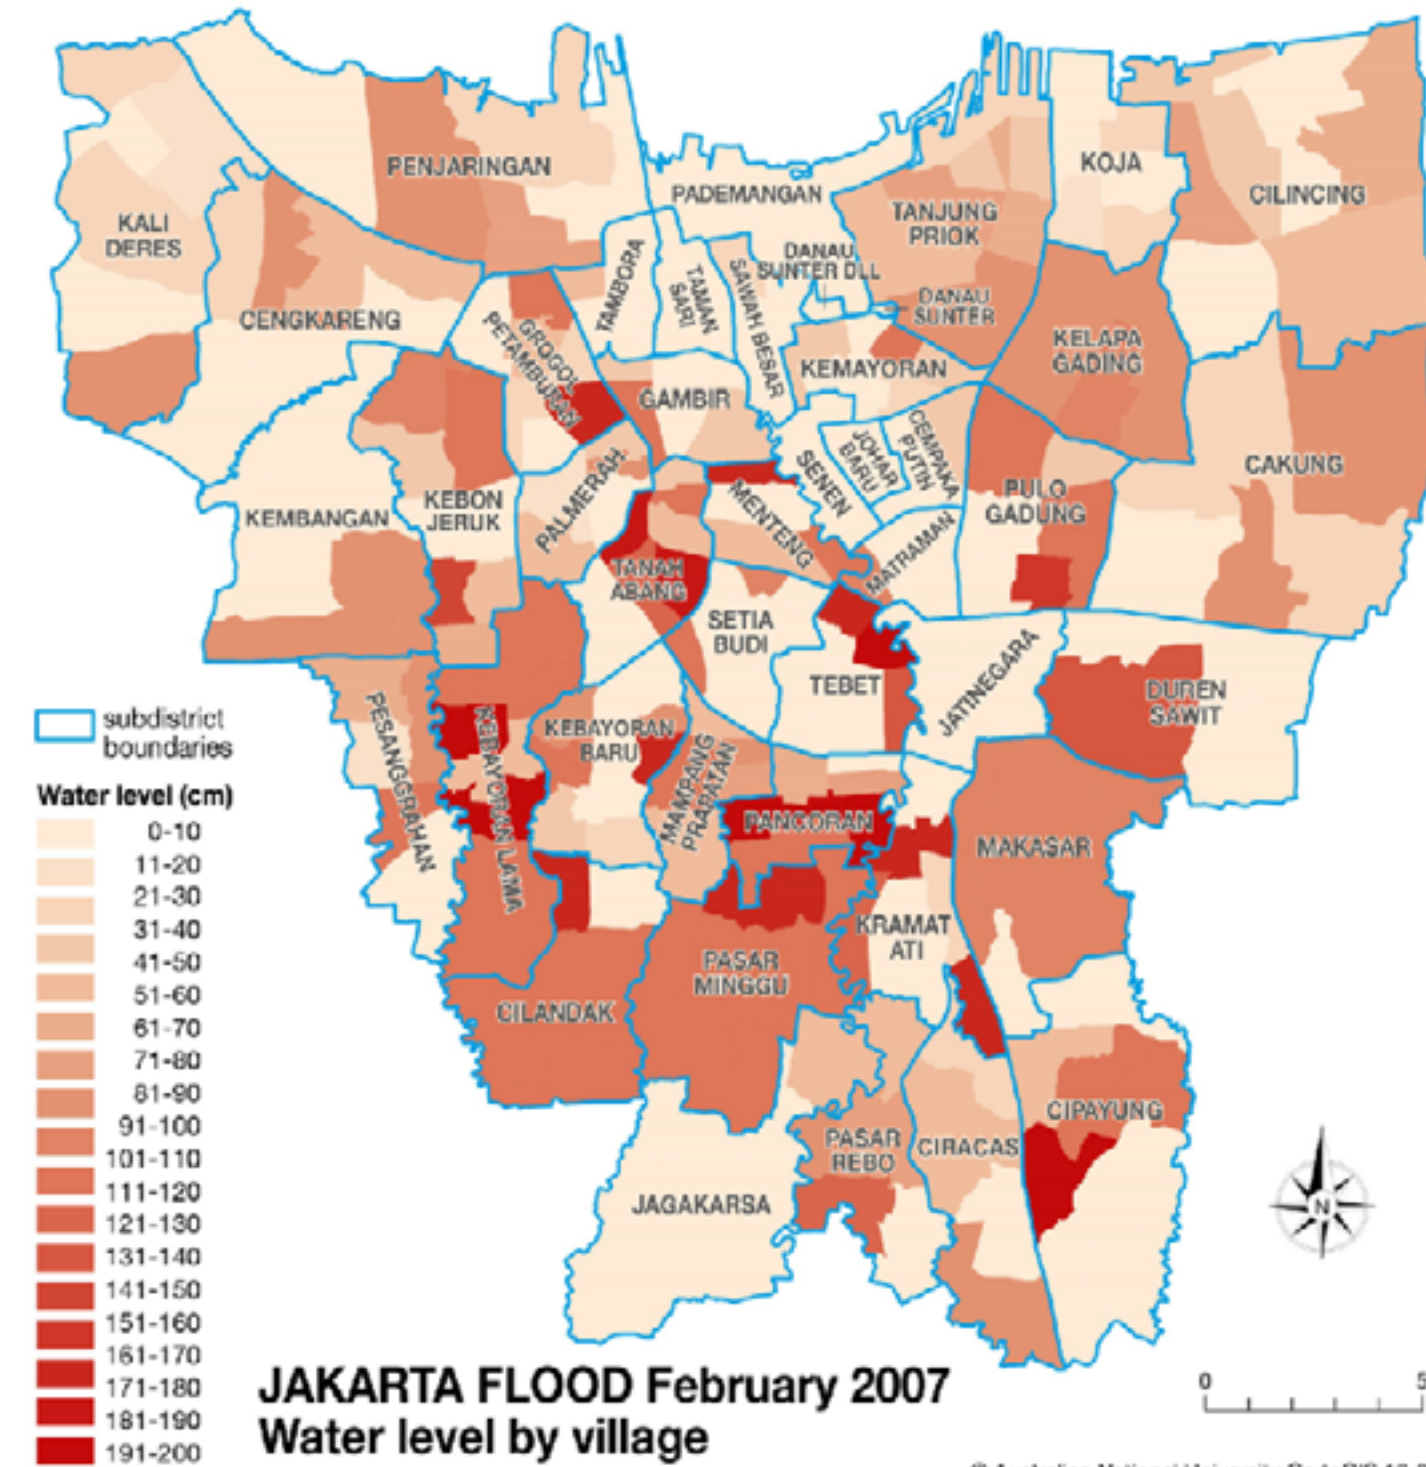 PENJARINGAN
KOJA
PADEMANGAN
CILINCING
KALI
DERES
TANJUNG
PRIOK
DANAU
SUNTER DLL
TAMBORA
TAMAN
SARI
SAWAH BESAR
DANAU
SUNTER
CENGKARENG
GROGOL
PETAMBURAN
KELAPA
GADING
KEMAYORAN
GAMBIR
CEMPAKA
PUTIH
JOHAR
BARU
SENEN
CAKUNG
PALMERAH
KEBON
JERUK
KEMBANGAN
MENTENG
PULO
GADUNG
MATRAMAN
TANAH
ABANG
SETIA
BUDI
TEBET
JATINEGARA
DUREN
SAWIT
PESANGGRAHAN
KEBAYORAN LAMA
KEBAYORAN
BARU
MAMPANG
PRAPATAN
PANCORAN
MAKASAR
KRAMAT
ATI
PASAR
MINGGU
CILANDAK
CIPAYUNG
PASAR
REBO
CIRACAS
JAGAKARSA
subdistrict
boundaries
Water level (cm)
0-10
11-20
21-30
31-40
41-50
51-60
61-70
71-80
81-90
91-100
101-110
111-120
121-130
131-140
141-150
151-160
161-170
171-180
181-190
191-200
N
0 5
JAKARTA FLOOD February 2007
Water level by village